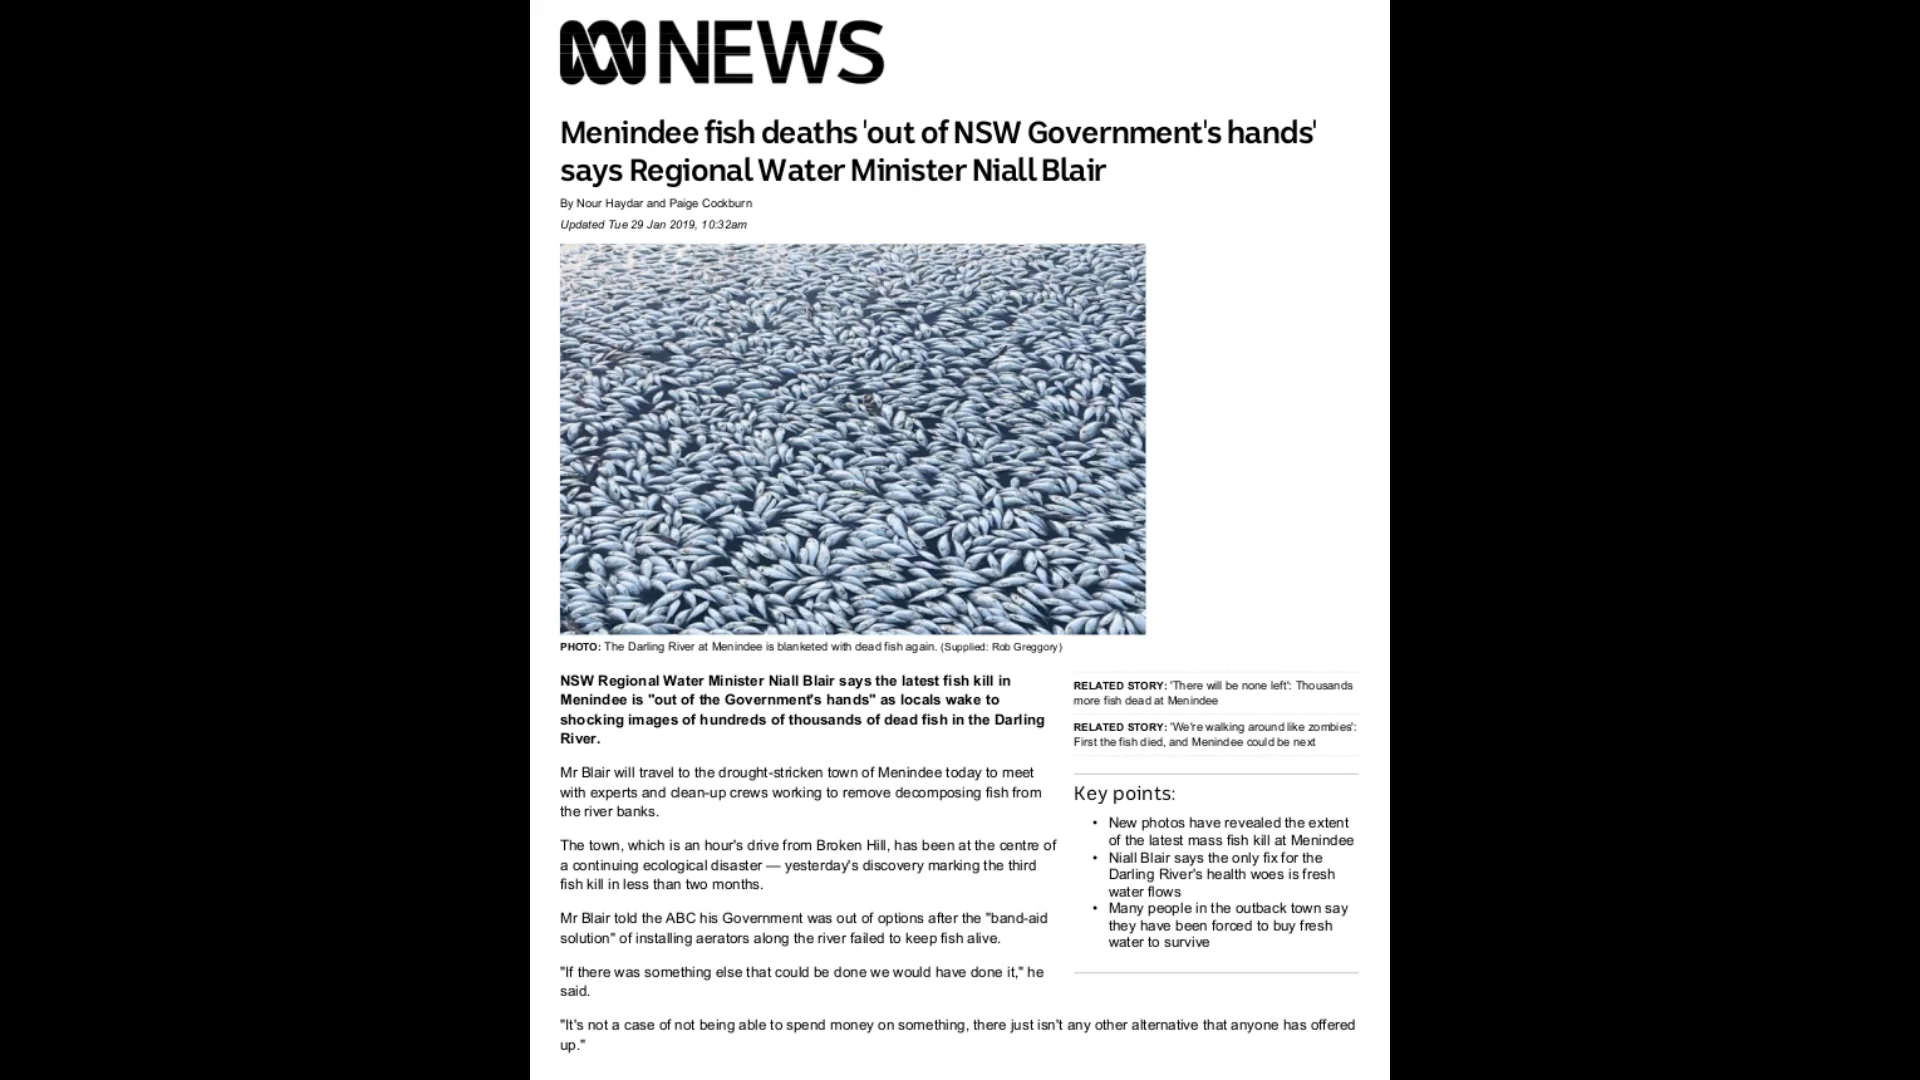 NEWS
Menindee fish deaths 'out of NSW Government's hands'
says Regional Water Minister Niall Blair
By Nour Haydar and Paige Cockburn
Updated Tue 29 Jan 2019, 10:32am
PHOTO: The Darling River at Menindee is blanketed with dead fish again. (Supplied: Rob Greggory)
NSW Regional Water Minister Niall Blair says the latest fish kill in
Menindee is "out of the Government's hands" as locals wake to
shocking images of hundreds of thousands of dead fish in the Darling
River.
Mr Blair will travel to the drought-stricken town of Menindee today to meet
with experts and clean-up crews working to remove decomposing fish from
the river banks.
The town, which is an hour's drive from Broken Hill, has been at the centre of
a continuing ecological disaster — yesterday's discovery marking the third
fish kill in less than two months.
Mr Blair told the ABC his Government was out of options after the "band-aid
solution" of installing aerators along the river failed to keep fish alive.
"If there was something else that could be done we would have done it," he
said.
"It's not a case of not being able to spend money on something, there just isn't any other alternative that anyone has offered
up."
RELATED STORY: 'There will be none left': Thousands
more fish dead at Menindee
RELATED STORY: 'We're walking around like zombies':
First the fish died, and Menindee could be next
Key points:
• New photos have revealed the extent
of the latest mass fish kill at Menindee
• Niall Blair says the only fix for the
Darling River's health woes is fresh
water flows
• Many people in the outback town say
they have been forced to buy fresh
water to survive